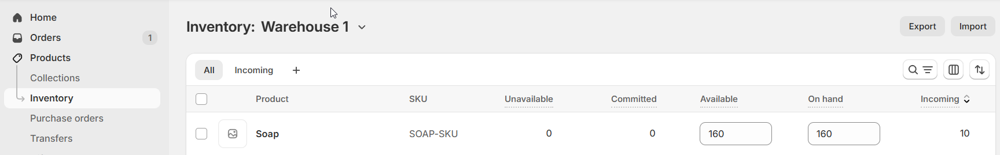 Home
Orders 1
Products
Collections
Inventory
Purchase orders
Transfers
Inventory: Warehouse 1
Export Import
All Incoming +
Product SKU Unavailable Committed Available On hand Incoming
Soap SOAP-SKU 0 0 160 160 10